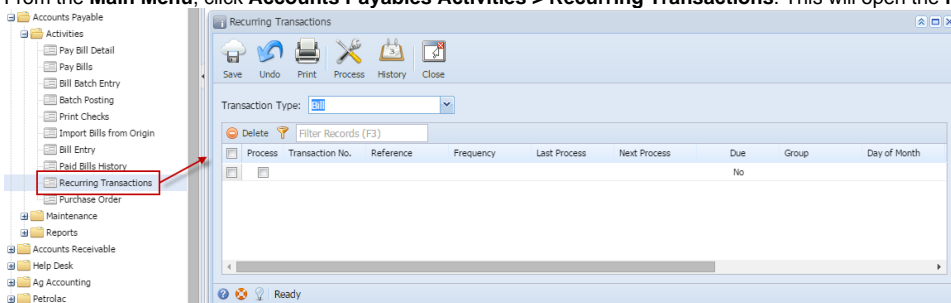 From the Main Menu, click Accounts Payables Activities > Recurring Transactions. This will open the
Accounts Payable
Activities
Pay Bill Detail
Pay Bills
Bill Batch Entry
Batch Posting
Print Checks
Import Bills from Origin
Bill Entry
Paid Bills History
Recurring Transactions
Purchase Order
Maintenance
Reports
Accounts Receivable
Help Desk
Ag Accounting
Petrolac
Recurring Transactions
Save Undo Print Process History Close
Transaction Type: Bill
Delete Filter Records (F3)
Process Transaction No. Reference Frequency Last Process Next Process Due Group Day of Month
No
Ready